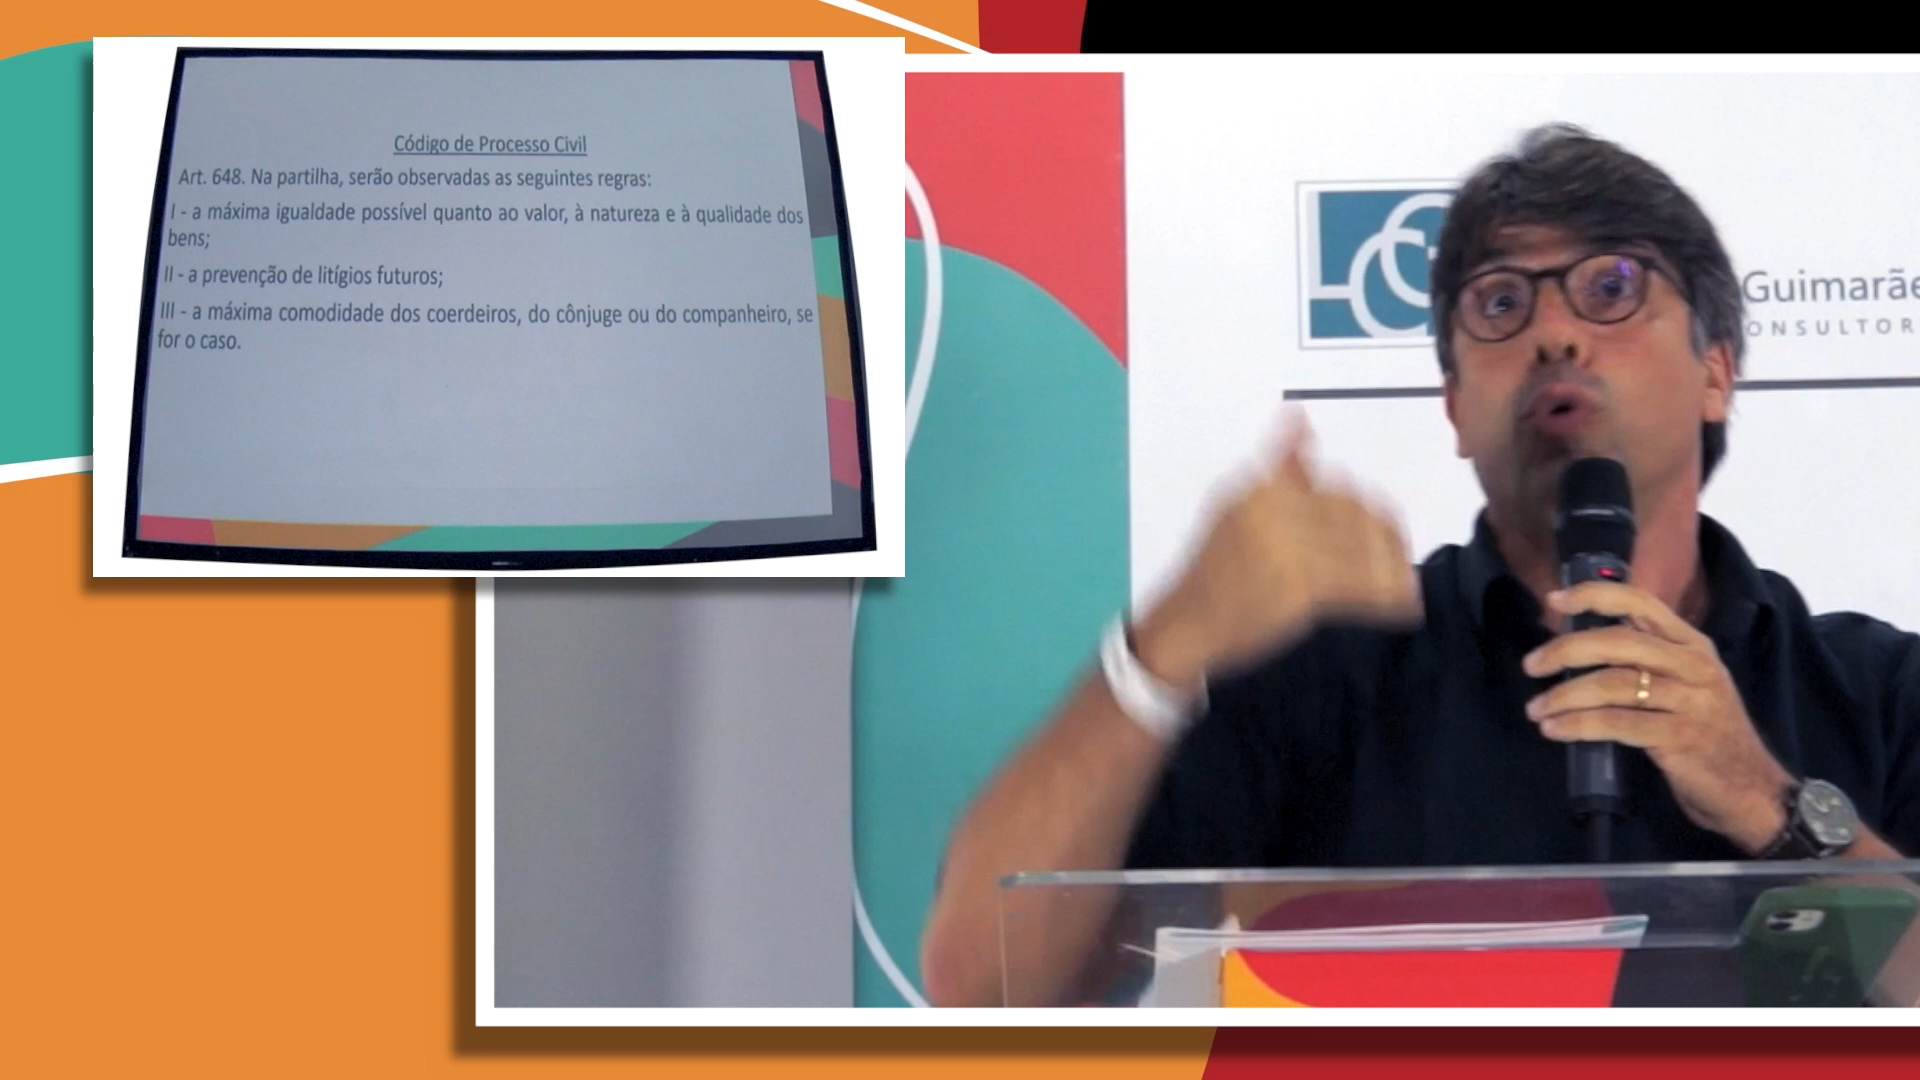 Código de Processo Civil
Art. 648. Na partilha, serão observadas as seguintes regras:
I - a máxima igualdade possível quanto ao valor, à natureza e à qualidade dos
bens;
II - a prevenção de litígios futuros;
III - a máxima comodidade dos coerdeiros, do cônjuge ou do companheiro, se
for o caso.
Guimarãe
ONSULTOR